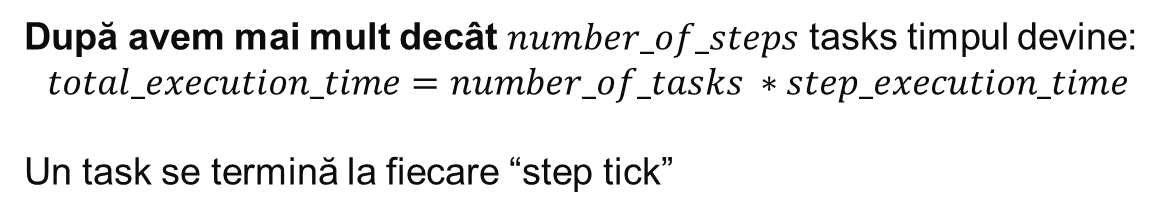 După avem mai mult decât number_of_steps tasks timpul devine:
total_execution_time = number_of_tasks * step_execution_time
Un task se termină la fiecare “step tick”